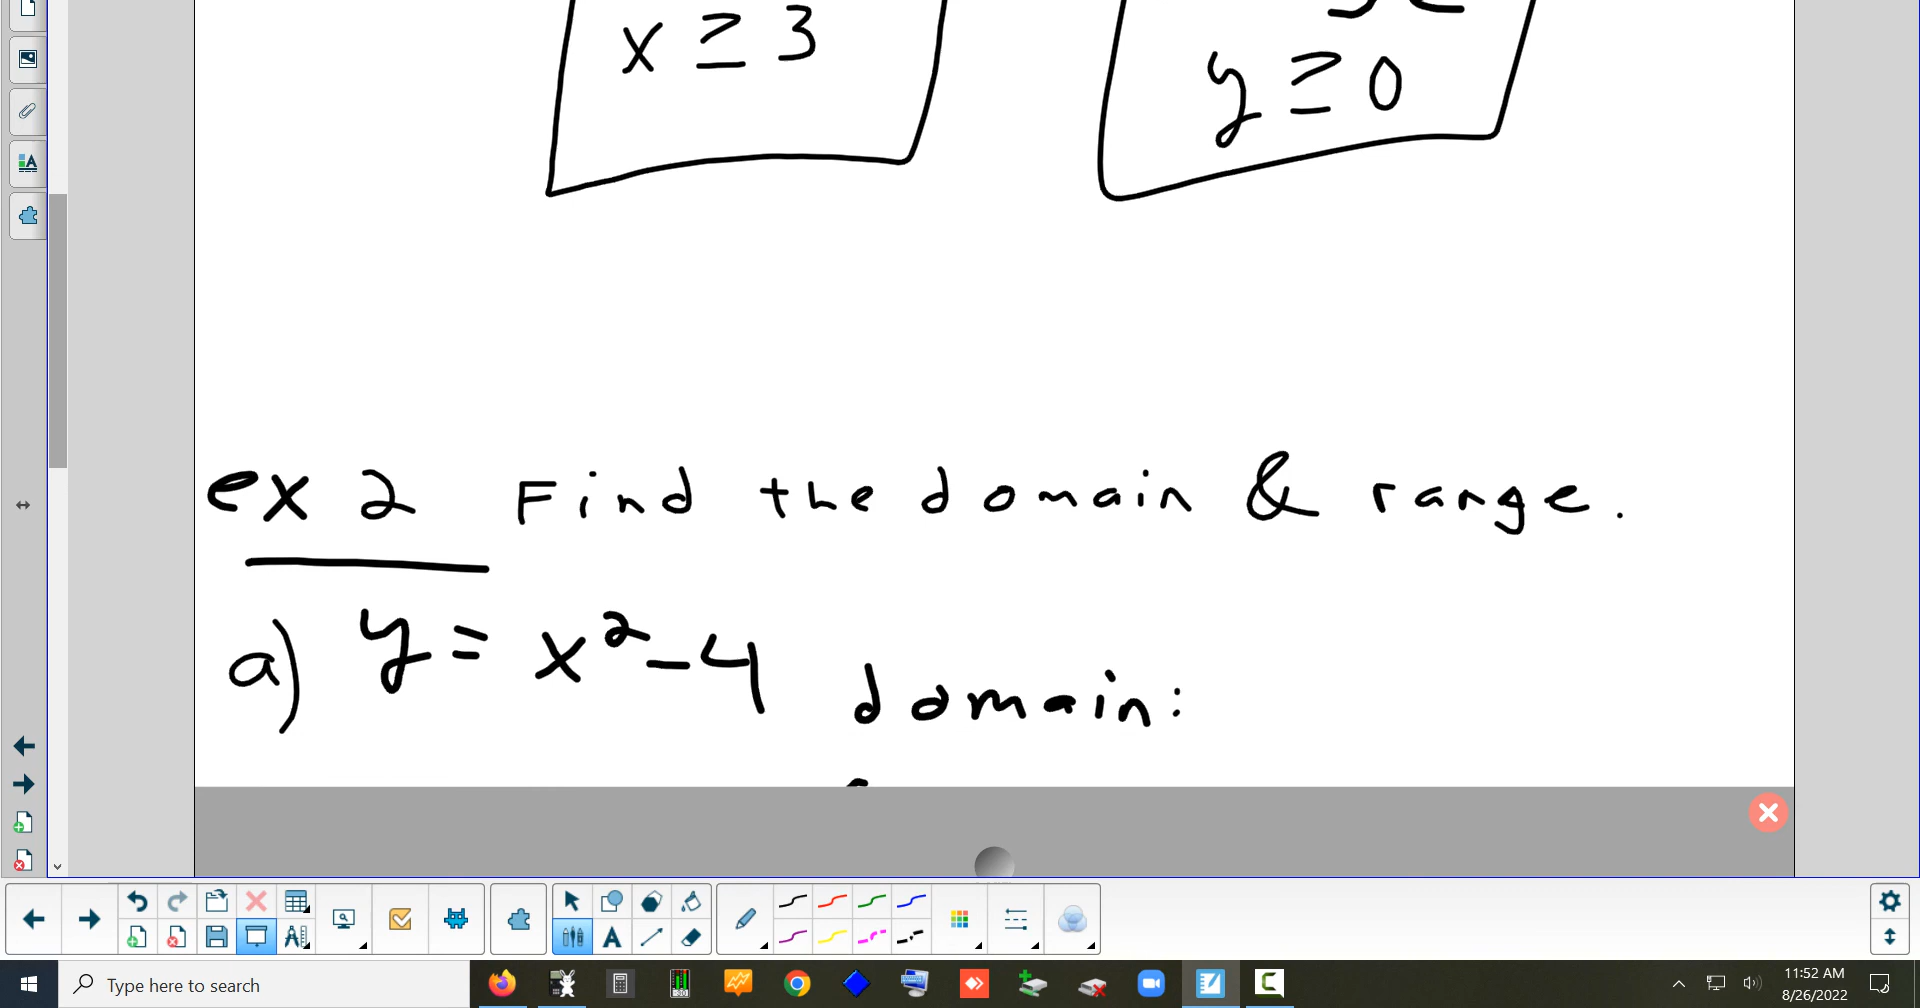 x ≥ 3
y ≥ 0
ex 2 Find the domain & range.
a) y = x²-4 domain:
Type here to search
11:52 AM
8/26/2022